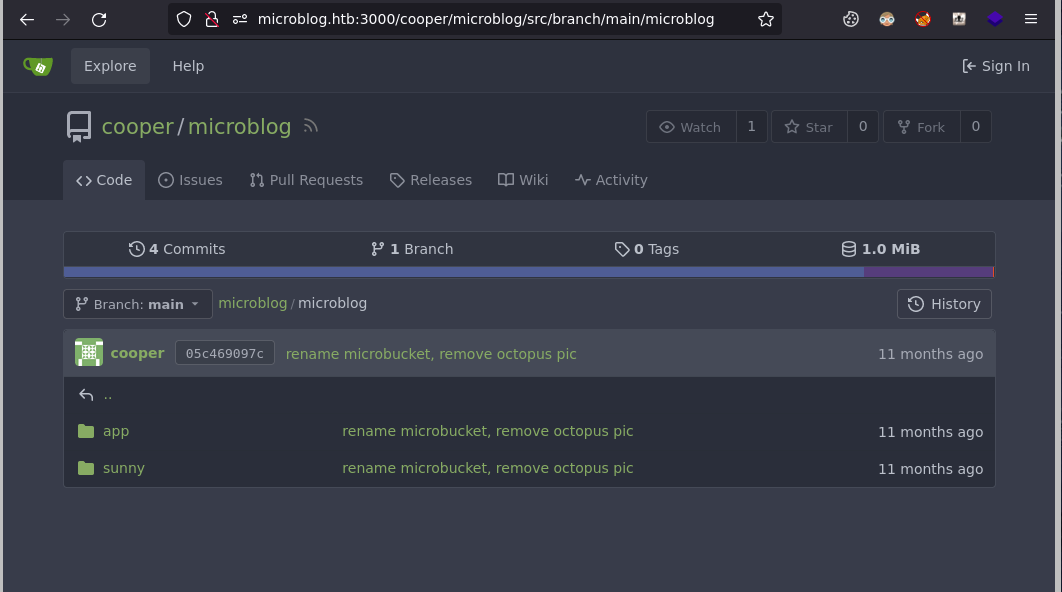 microblog.htb:3000/cooper/microblog/src/branch/main/microblog
Explore Help Sign In
cooper/microblog Watch 1 Star 0 Fork 0
Code Issues Pull Requests Releases Wiki Activity
4 Commits 1 Branch 0 Tags 1.0 MiB
Branch: main microblog/microblog History
cooper 05c469097c rename microbucket, remove octopus pic 11 months ago
..
app rename microbucket, remove octopus pic 11 months ago
sunny rename microbucket, remove octopus pic 11 months ago